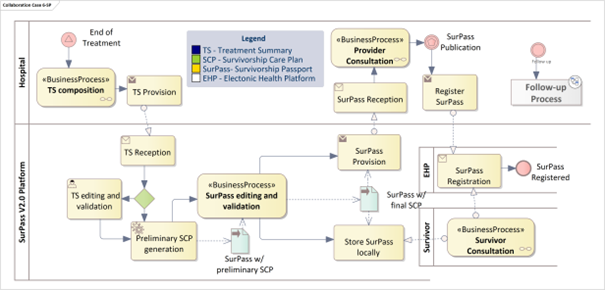 Collaboration Case 6-SP
Hospital
End of
Treatment
«BusinessProcess»
TS composition
TS Provision
Legend
TS - Treatment Summary
SCP - Survivorship Care Plan
SurPass- Survivorship Passport
EHP - Electonic Health Platform
«BusinessProcess»
Provider
Consultation
SurPass Reception
SurPass
Publication
Register
SurPass
Follow-up
Follow-up
Process
SurPass V2.0 Platform
TS Reception
TS editing and
validation
Preliminary SCP
generation
«BusinessProcess»
SurPass editing and
validation
SurPass w/
preliminary SCP
SurPass
Provision
SurPass w/
final SCP
Store SurPass
locally
EHP
SurPass
Registration
SurPass
Registered
Survivor
«BusinessProcess»
Survivor
Consultation